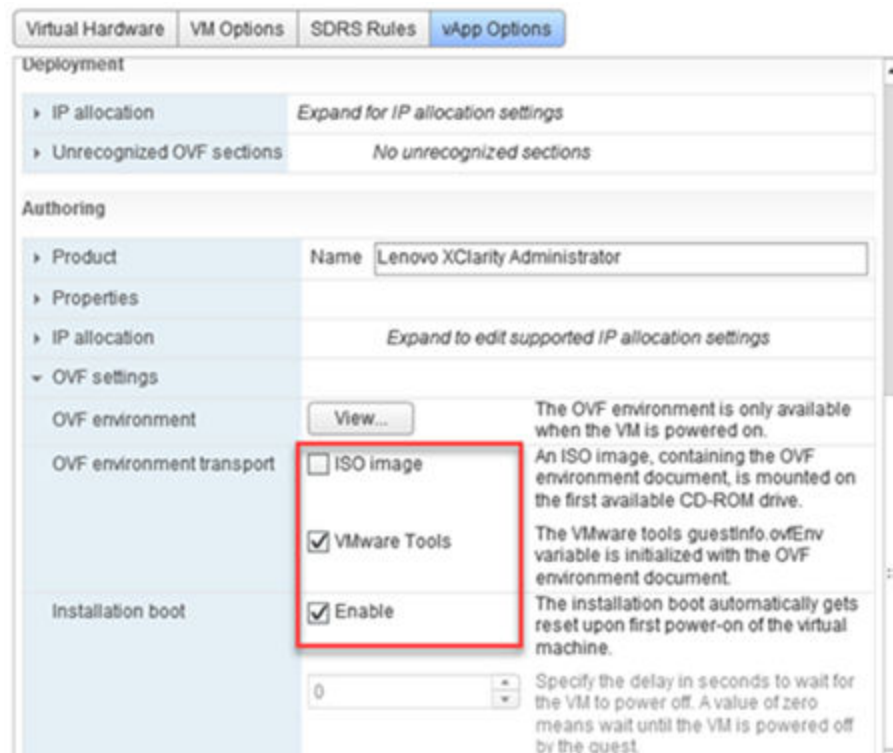 Virtual Hardware VM Options SDRS Rules vApp Options
Deployment
IP allocation Expand for IP allocation settings
Unrecognized OVF sections No unrecognized sections
Authoring
Product Name Lenovo XClarity Administrator
Properties
IP allocation Expand to edit supported IP allocation settings
OVF settings
OVF environment View... The OVF environment is only available
when the VM is powered on.
OVF environment transport ISO image An ISO image, containing the OVF
environment document, is mounted on
the first available CD-ROM drive.
VMware Tools The VMware tools guestInfo.ovfEnv
variable is initialized with the OVF
environment document.
Installation boot Enable The installation boot automatically gets
reset upon first power-on of the virtual
machine.
0 Specify the delay in seconds to wait for
the VM to power off. A value of zero
means wait until the VM is powered off
by the guest.